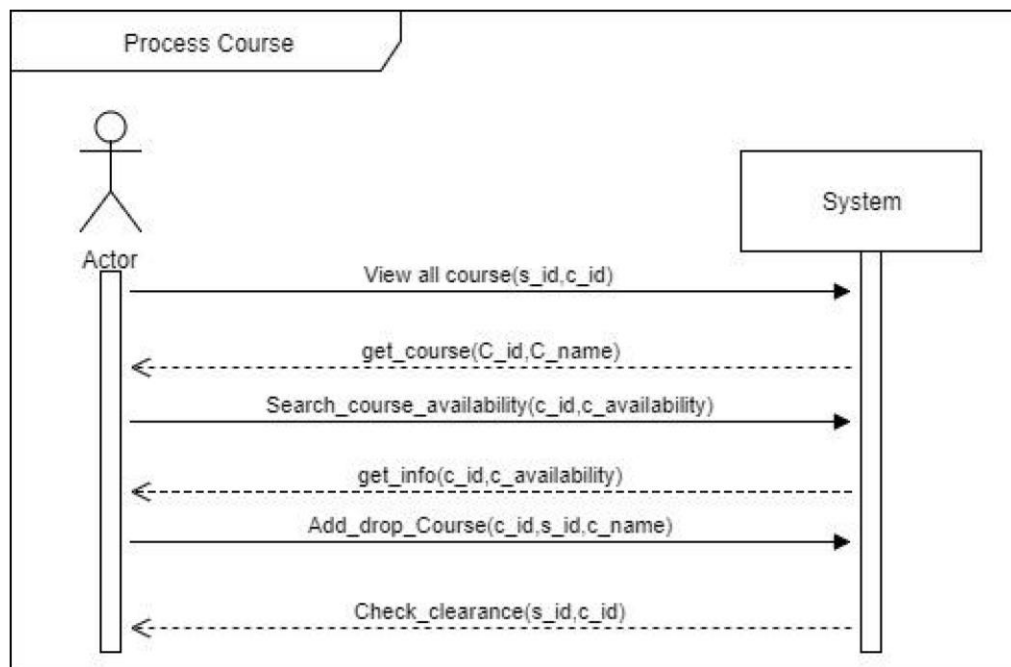 Process Course
System
Actor
View all course(s_id,c_id)
get_course(C_id,C_name)
Search_course_availability(c_id,c_availability)
get_info(c_id,c_availability)
Add_drop_Course(c_id,s_id,c_name)
Check_clearance(s_id,c_id)